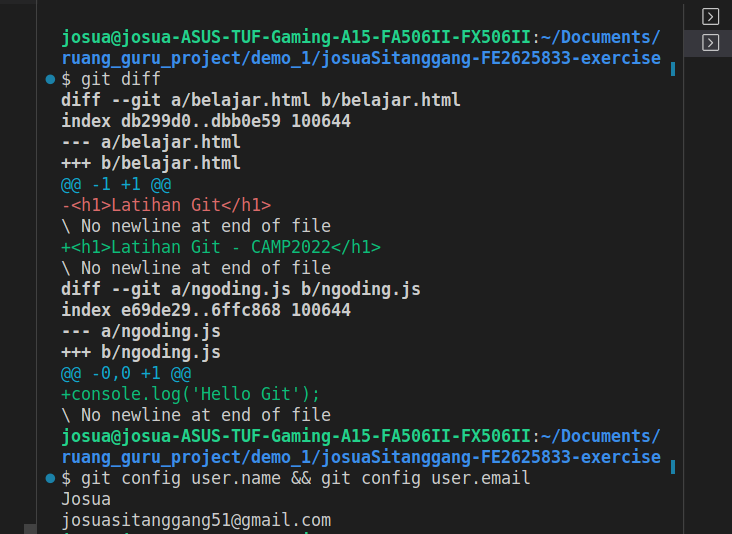 josua@josua-ASUS-TUF-Gaming-A15-FA506II-FX506II:~/Documents/
ruang_guru_project/demo_1/josuaSitanggang-FE2625833-exercise
$ git diff
diff --git a/belajar.html b/belajar.html
index db299d0..dbb0e59 100644
--- a/belajar.html
+++ b/belajar.html
@@ -1 +1 @@
-<h1>Latihan Git</h1>
\ No newline at end of file
+<h1>Latihan Git - CAMP2022</h1>
\ No newline at end of file
diff --git a/ngoding.js b/ngoding.js
index e69de29..6ffc868 100644
--- a/ngoding.js
+++ b/ngoding.js
@@ -0,0 +1 @@
+console.log('Hello Git');
\ No newline at end of file
josua@josua-ASUS-TUF-Gaming-A15-FA506II-FX506II:~/Documents/
ruang_guru_project/demo_1/josuaSitanggang-FE2625833-exercise
$ git config user.name && git config user.email
Josua
josuasitanggang51@gmail.com